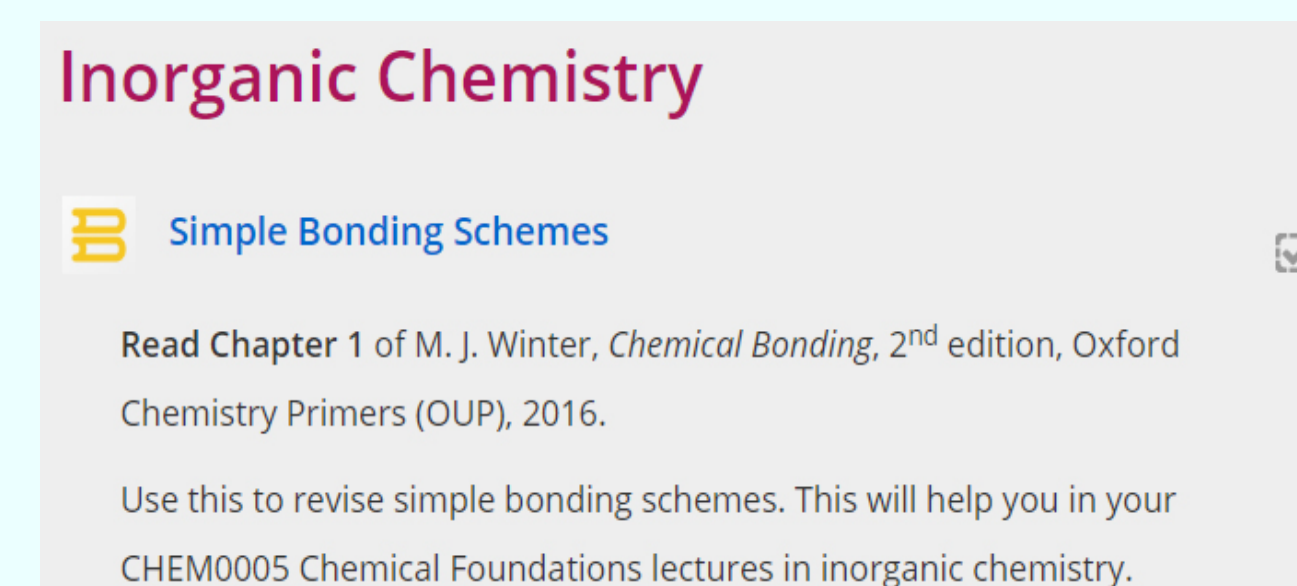 Inorganic Chemistry
Simple Bonding Schemes
Read Chapter 1 of M. J. Winter, Chemical Bonding, 2nd edition, Oxford
Chemistry Primers (OUP), 2016.
Use this to revise simple bonding schemes. This will help you in your
CHEM0005 Chemical Foundations lectures in inorganic chemistry.